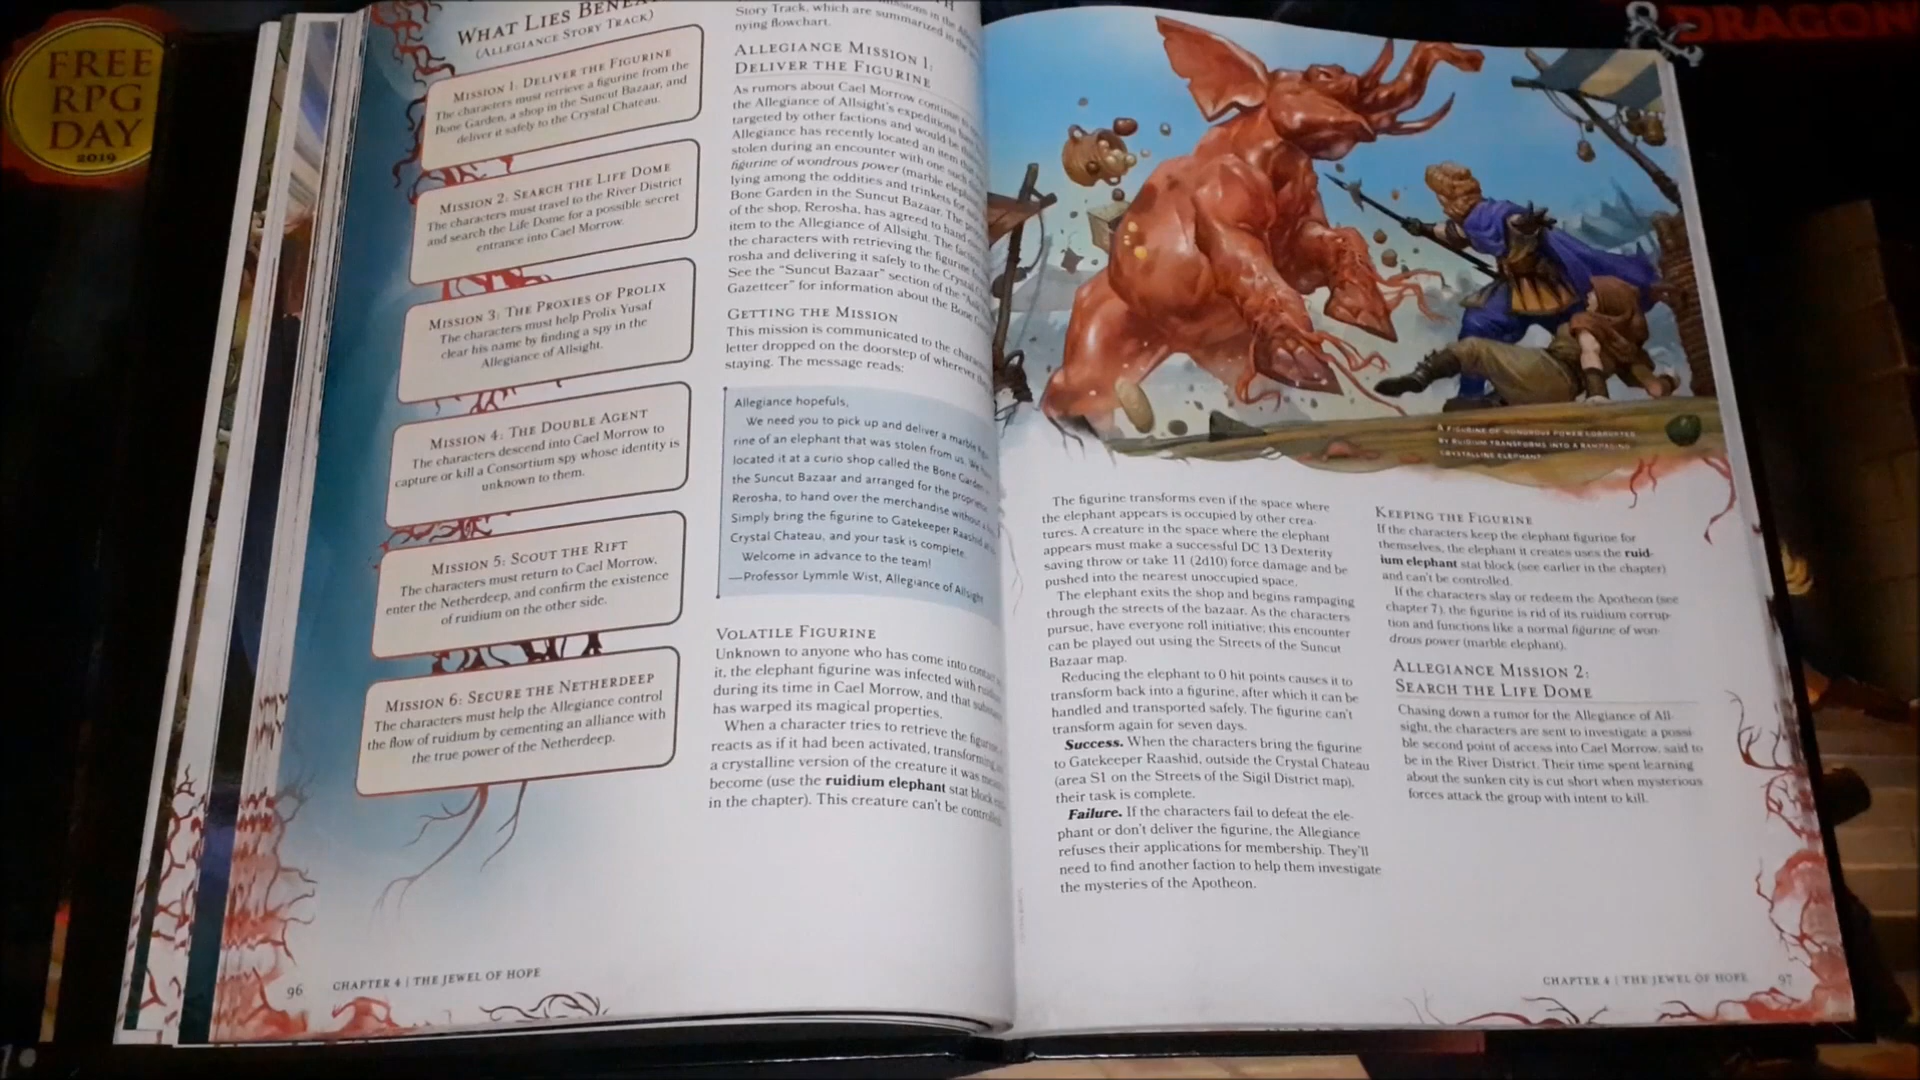 FREE
RPG
DAY
2019
DRAGON
WHAT LIES
(ALLEGIANCE STORY TRACK)
MISSION 1: DELIVER THE FIGURINE
The characters must retrieve a figurine from the
Bone Garden, a shop in the Suncut Bazaar, and
deliver it safely to the Crystal Chateau.
MISSION 2: SEARCH THE LIFE DOME
The characters must travel to the River District
and search the Life Dome for a possible secret
entrance into Cael Morrow.
MISSION 3: THE PROXIES OF PROLIX
The characters must help Prolix Yusaf
clear his name by finding a spy in the
Allegiance of Allsight.
MISSION 4: THE DOUBLE AGENT
The characters descend into Cael Morrow to
capture or kill a Consortium spy whose identity is
unknown to them.
MISSION 5: SCOUT THE RIFT
The characters must return to Cael Morrow,
enter the Netherdeep, and confirm the existence
of ruidium on the other side.
MISSION 6: SECURE THE NETHERDEEP
The characters must help the Allegiance control
the flow of ruidium by cementing an alliance with
the true power of the Netherdeep.
96 CHAPTER 4 | THE JEWEL OF HOPE
Story Track, which are summarized in the
nying flowchart.
ALLEGIANCE MISSION 1:
DELIVER THE FIGURINE
As rumors about Cael Morrow
the Allegiance of Allsight's expeditions
targeted by other factions and would be
Allegiance has recently located an item
stolen during an encounter with one such
figurine of wondrous power (marble
lying among the oddities and trinkets for
Bone Garden in the Suncut Bazaar. The
of the shop, Rerosha, has agreed to hand
item to the Allegiance of Allsight. The
the characters with retrieving the figurine
rosha and delivering it safely to the Crystal
See the "Suncut Bazaar" section of the
Gazetteer" for information about the Bone
GETTING THE MISSION
This mission is communicated to the
letter dropped on the doorstep of wherever
staying. The message reads:
Allegiance hopefuls,
We need you to pick up and deliver a marble
rine of an elephant that was stolen from us. We
located it at a curio shop called the Bone Garden
the Suncut Bazaar and arranged for the
Rerosha, to hand over the merchandise without
Simply bring the figurine to Gatekeeper Raashid
Crystal Chateau, and your task is complete.
Welcome in advance to the team!
—Professor Lymmle Wist, Allegiance of Allsight
VOLATILE FIGURINE
Unknown to anyone who has come into
it, the elephant figurine was infected with
during its time in Cael Morrow, and that
has warped its magical properties.
When a character tries to retrieve the
reacts as if it had been activated, transforming
a crystalline version of the creature it was
become (use the ruidium elephant stat block
in the chapter). This creature can't be controlled.
A FIGURINE OF WONDROUS POWER CORRUPTED
BY RUIDIUM TRANSFORMS INTO A RAMPAGING
CRYSTALLINE ELEPHANT.
The figurine transforms even if the space where
the elephant appears is occupied by other crea-
tures. A creature in the space where the elephant
appears must make a successful DC 13 Dexterity
saving throw or take 11 (2d10) force damage and be
pushed into the nearest unoccupied space.
The elephant exits the shop and begins rampaging
through the streets of the bazaar. As the characters
pursue, have everyone roll initiative; this encounter
can be played out using the Streets of the Suncut
Bazaar map.
Reducing the elephant to 0 hit points causes it to
transform back into a figurine, after which it can be
handled and transported safely. The figurine can't
transform again for seven days.
Success. When the characters bring the figurine
to Gatekeeper Raashid, outside the Crystal Chateau
(area S1 on the Streets of the Sigil District map),
their task is complete.
Failure. If the characters fail to defeat the ele-
phant or don't deliver the figurine, the Allegiance
refuses their applications for membership. They'll
need to find another faction to help them investigate
the mysteries of the Apotheon.
KEEPING THE FIGURINE
If the characters keep the elephant figurine for
themselves, the elephant it creates uses the ruid-
ium elephant stat block (see earlier in the chapter)
and can't be controlled.
If the characters slay or redeem the Apotheon (see
chapter 7), the figurine is rid of its ruidium corrup-
tion and functions like a normal figurine of won-
drous power (marble elephant).
ALLEGIANCE MISSION 2:
SEARCH THE LIFE DOME
Chasing down a rumor for the Allegiance of All-
sight, the characters are sent to investigate a possi-
ble second point of access into Cael Morrow, said to
be in the River District. Their time spent learning
about the sunken city is cut short when mysterious
forces attack the group with intent to kill.
CHAPTER 4 | THE JEWEL OF HOPE 97